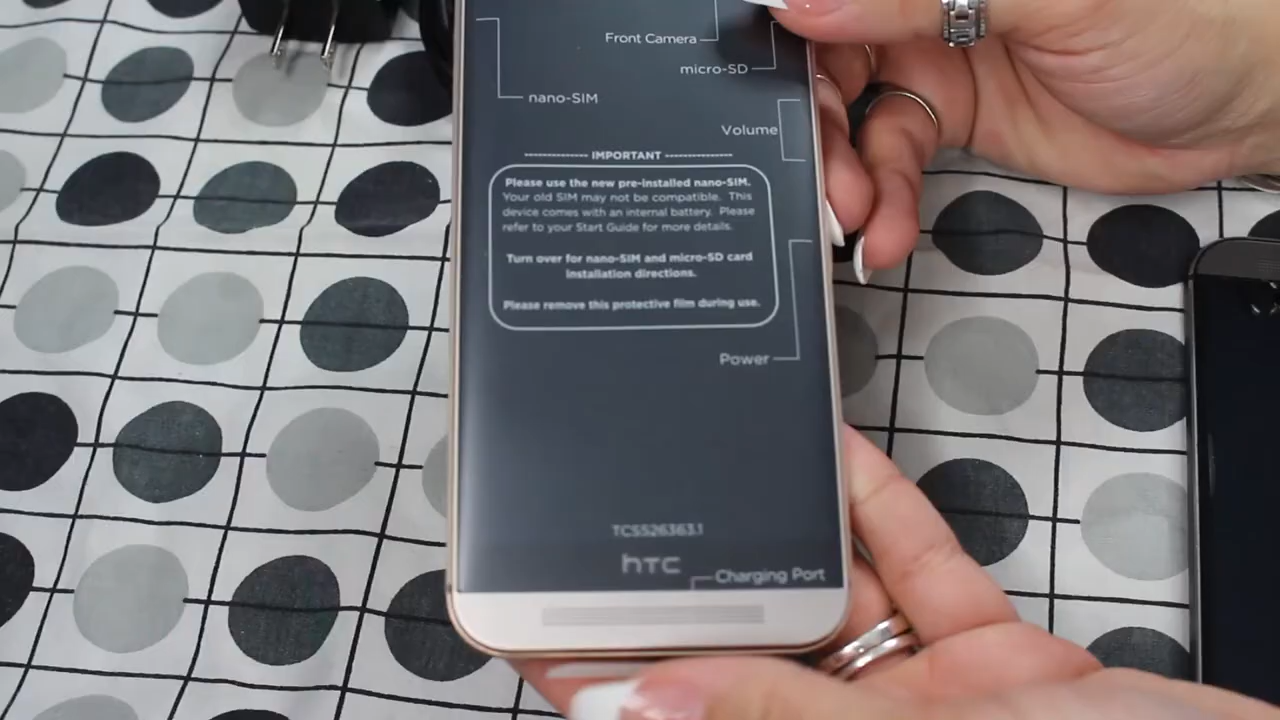 Front Camera
micro-SD
nano-SIM
Volume
IMPORTANT
Please use the new pre-installed nano-SIM.
Your old SIM may not be compatible. This
device comes with an internal battery. Please
refer to your Start Guide for more details.
Turn over for nano-SIM and micro-SD card
installation directions.
Please remove this protective film during use.
Power
TC5526363.1
hTC
Charging Port